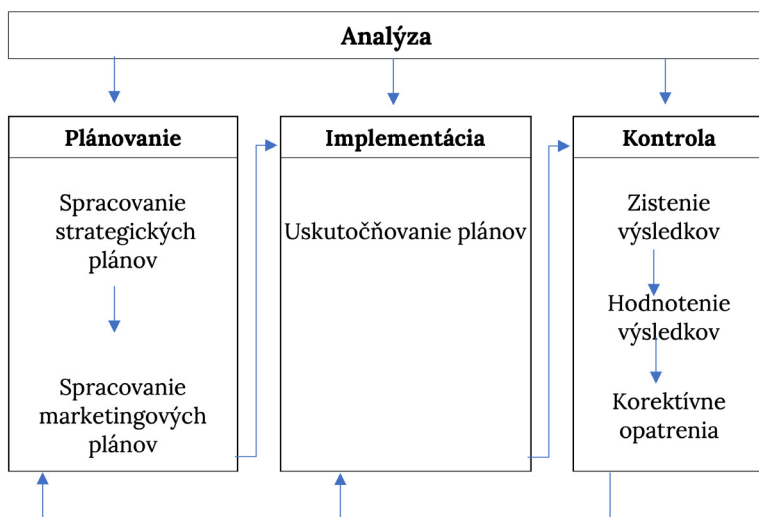 Analýza
Plánovanie
Spracovanie
strategických
plánov
Spracovanie
marketingových
plánov
Implementácia
Uskutočňovanie plánov
Kontrola
Zistenie
výsledkov
Hodnotenie
výsledkov
Korektívne
opatrenia